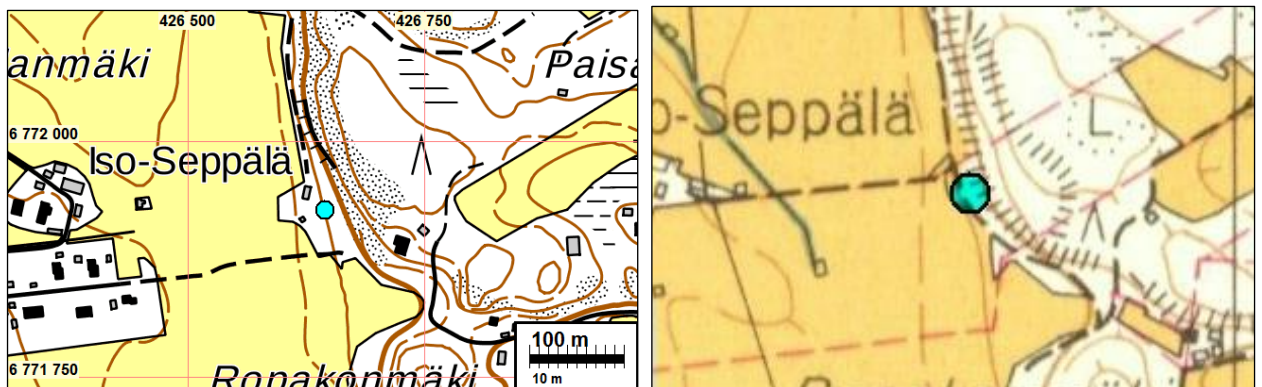 426 500
426 750
anmäki
Paisa
6 772 000
Iso-Seppälä
100 m
10 m
6 771 750
Ropakonmäki
o-Seppälä
L